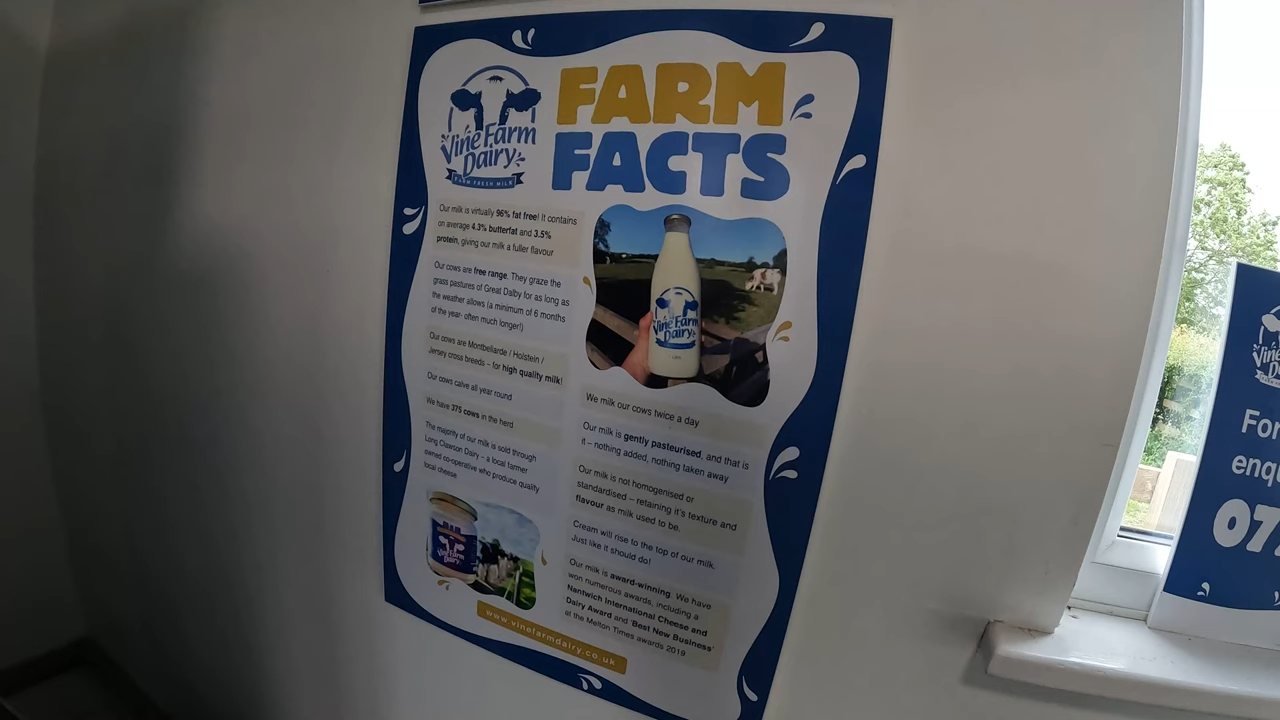 Vine Farm
Dairy
FARM FRESH MILK
FARM
FACTS
Our milk is virtually 96% fat free! It contains
on average 4.3% butterfat and 3.5%
protein, giving our milk a fuller flavour
Our cows are free range. They graze the
grass pastures of Great Dalby for as long as
the weather allows (a minimum of 6 months
of the year- often much longer!)
Our cows are Montbeliarde / Holstein /
Jersey cross breeds – for high quality milk!
Our cows calve all year round
We have 375 cows in the herd
The majority of our milk is sold through
Long Clawson Dairy – a local farmer
owned co-operative who produce quality
local cheese
Vine Farm
Dairy
Vine Farm
Dairy
We milk our cows twice a day
Our milk is gently pasteurised, and that is
it – nothing added, nothing taken away
Our milk is not homogenised or
standardised – retaining it's texture and
flavour as milk used to be.
Cream will rise to the top of our milk.
Just like it should do!
Our milk is award-winning. We have
won numerous awards, including a
Nantwich International Cheese and
Dairy Award and 'Best New Business'
at the Melton Times awards 2019
www.vinefarmdairy.co.uk
For
enq
07